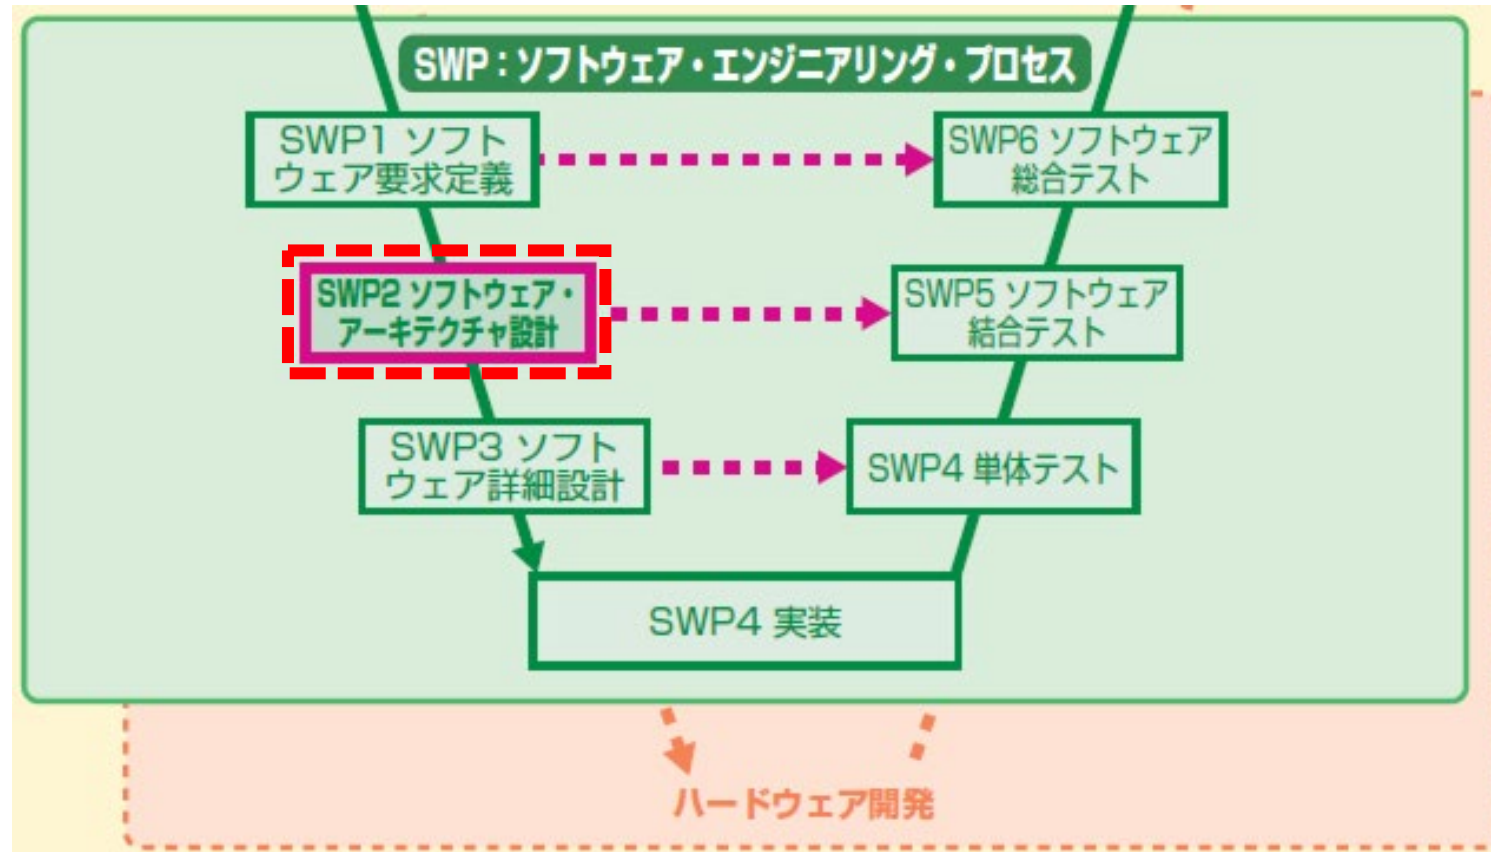 SWP：ソフトウェア・エンジニアリング・プロセス
SWP1 ソフト
ウェア要求定義
SWP6 ソフトウェア
総合テスト
SWP2 ソフトウェア・
アーキテクチャ設計
SWP5 ソフトウェア
結合テスト
SWP3 ソフト
ウェア詳細設計
SWP4 単体テスト
SWP4 実装
ハードウェア開発